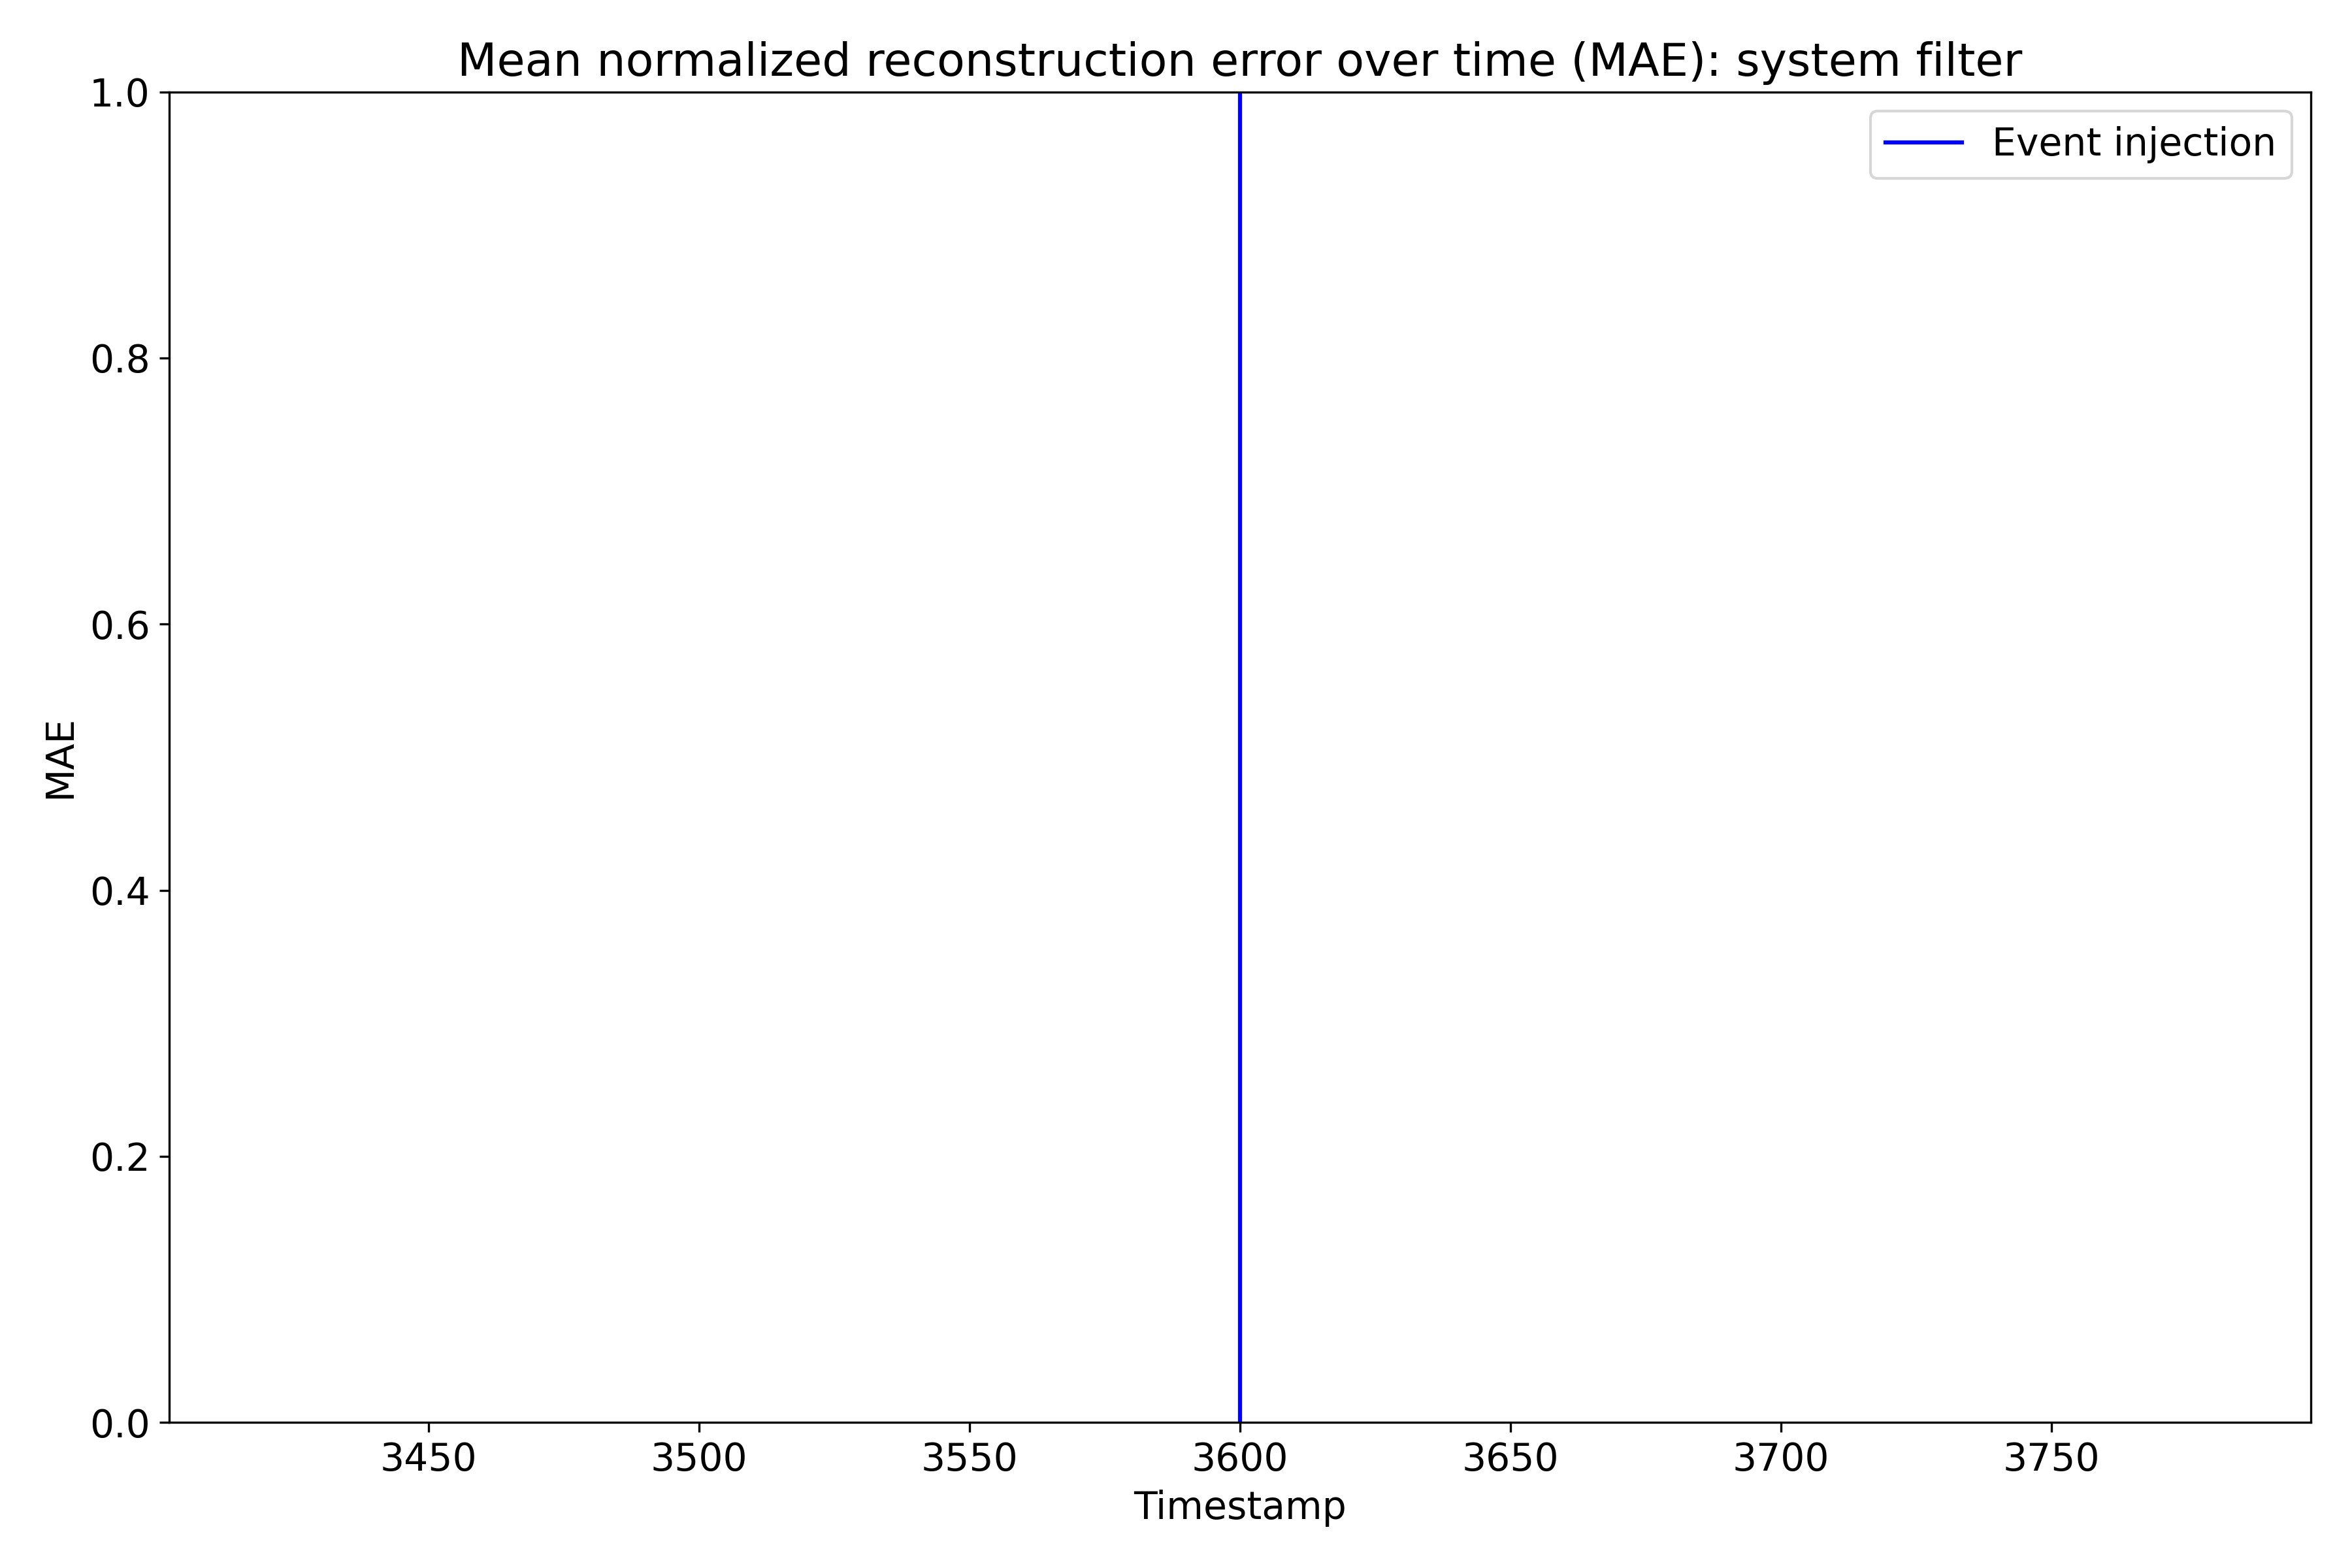 Mean normalized reconstruction error over time (MAE): system filter
Event injection
1.0
0.8
0.6
0.4
0.2
0.0
MAE
3450 3500 3550 3600 3650 3700 3750
Timestamp